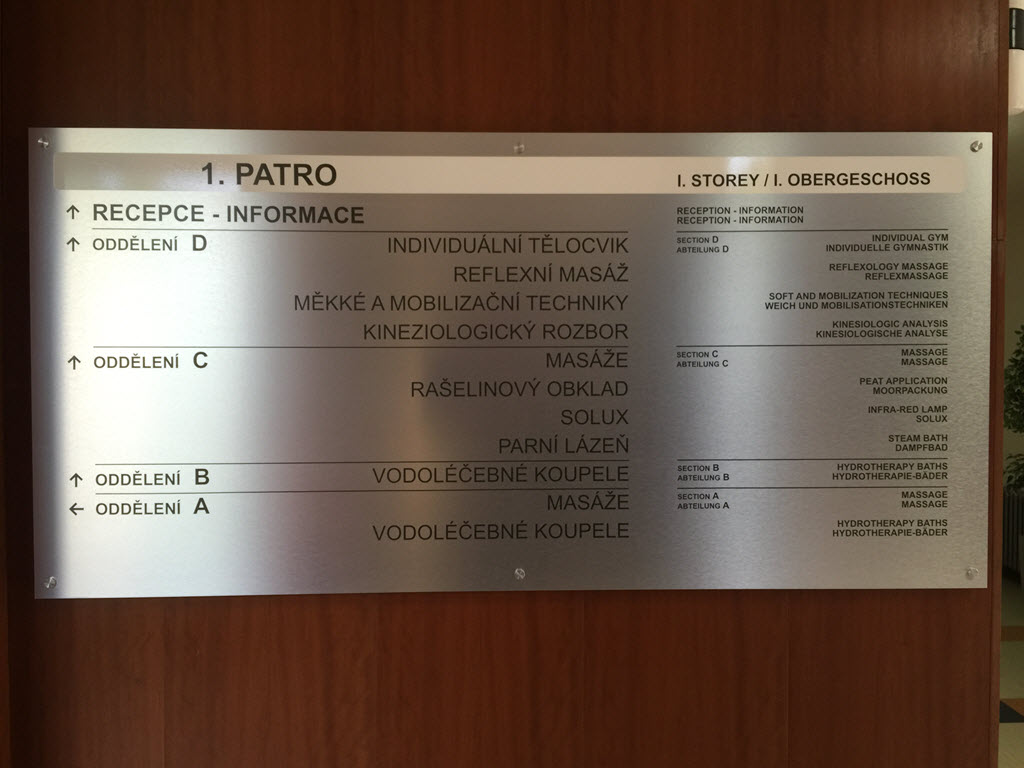 1. PATRO I. STOREY / I. OBERGESCHOSS
↑ RECEPCE - INFORMACE RECEPTION - INFORMATION
RECEPTION - INFORMATION
↑ ODDĚLENÍ D INDIVIDUÁLNÍ TĚLOCVIK SECTION D INDIVIDUAL GYM
ABTEILUNG D INDIVIDUELLE GYMNASTIK
REFLEXNÍ MASÁŽ REFLEXOLOGY MASSAGE
REFLEXMASSAGE
MĚKKÉ A MOBILIZAČNÍ TECHNIKY SOFT AND MOBILIZATION TECHNIQUES
WEICH UND MOBILISATIONSTECHNIKEN
KINEZIOLOGICKÝ ROZBOR KINESIOLOGIC ANALYSIS
KINESIOLOGISCHE ANALYSE
↑ ODDĚLENÍ C MASÁŽE SECTION C MASSAGE
ABTEILUNG C MASSAGE
RAŠELINOVÝ OBKLAD PEAT APPLICATION
MOORPACKUNG
SOLUX INFRA-RED LAMP
SOLUX
PARNÍ LÁZEŇ STEAM BATH
DAMPFBAD
↑ ODDĚLENÍ B VODOLÉČEBNÉ KOUPELE SECTION B HYDROTHERAPY BATHS
ABTEILUNG B HYDROTHERAPIE-BÄDER
← ODDĚLENÍ A MASÁŽE SECTION A MASSAGE
ABTEILUNG A MASSAGE
VODOLÉČEBNÉ KOUPELE HYDROTHERAPY BATHS
HYDROTHERAPIE-BÄDER